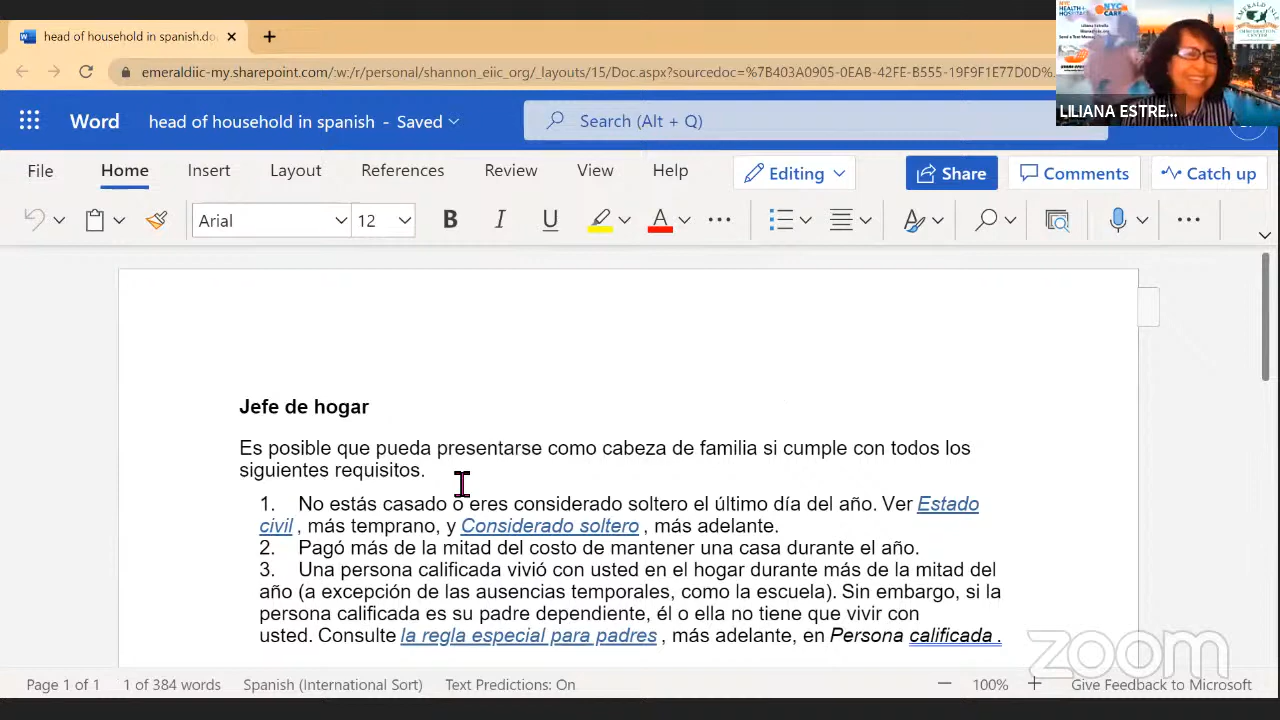 head of household in spanish.do
emeraldiic-my.sharepoint.com/:w:/r/personal/shannon_eiic_org/_layouts/15/Doc.aspx?sourcedoc=%7B403A0905-0EAB-42FE-B555-19F9F1E77D0D%
NYC HEALTH+ HOSPITALS
NYC CARE
LILIANA ESTRE...
Word
head of household in spanish - Saved
Search (Alt + Q)
File
Home
Insert
Layout
References
Review
View
Help
Editing
Share
Comments
Catch up
Arial
12
B
I
U
A
Jefe de hogar
Es posible que pueda presentarse como cabeza de familia si cumple con todos los
siguientes requisitos.
1. No estás casado o eres considerado soltero el último día del año. Ver Estado
civil , más temprano, y Considerado soltero , más adelante.
2. Pagó más de la mitad del costo de mantener una casa durante el año.
3. Una persona calificada vivió con usted en el hogar durante más de la mitad del
año (a excepción de las ausencias temporales, como la escuela). Sin embargo, si la
persona calificada es su padre dependiente, él o ella no tiene que vivir con
usted. Consulte la regla especial para padres , más adelante, en Persona calificada .
zoom
Page 1 of 1
1 of 384 words
Spanish (International Sort)
Text Predictions: On
100%
Give Feedback to Microsoft